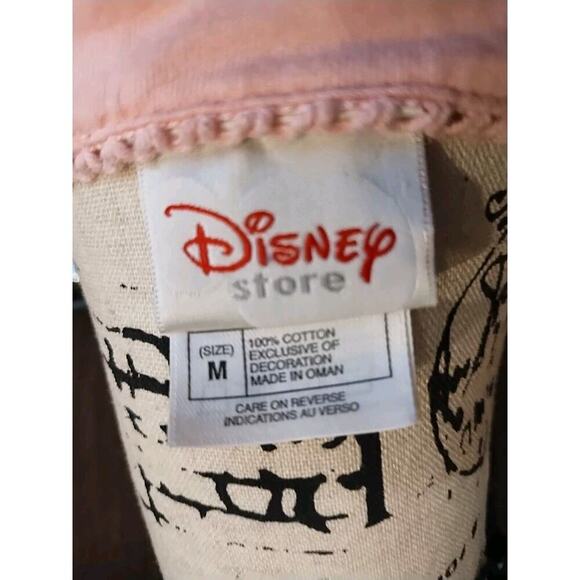 Disney
store
(SIZE)
M
100% COTTON
EXCLUSIVE OF
DECORATION
MADE IN OMAN
CARE ON REVERSE
INDICATIONS AU VERSO